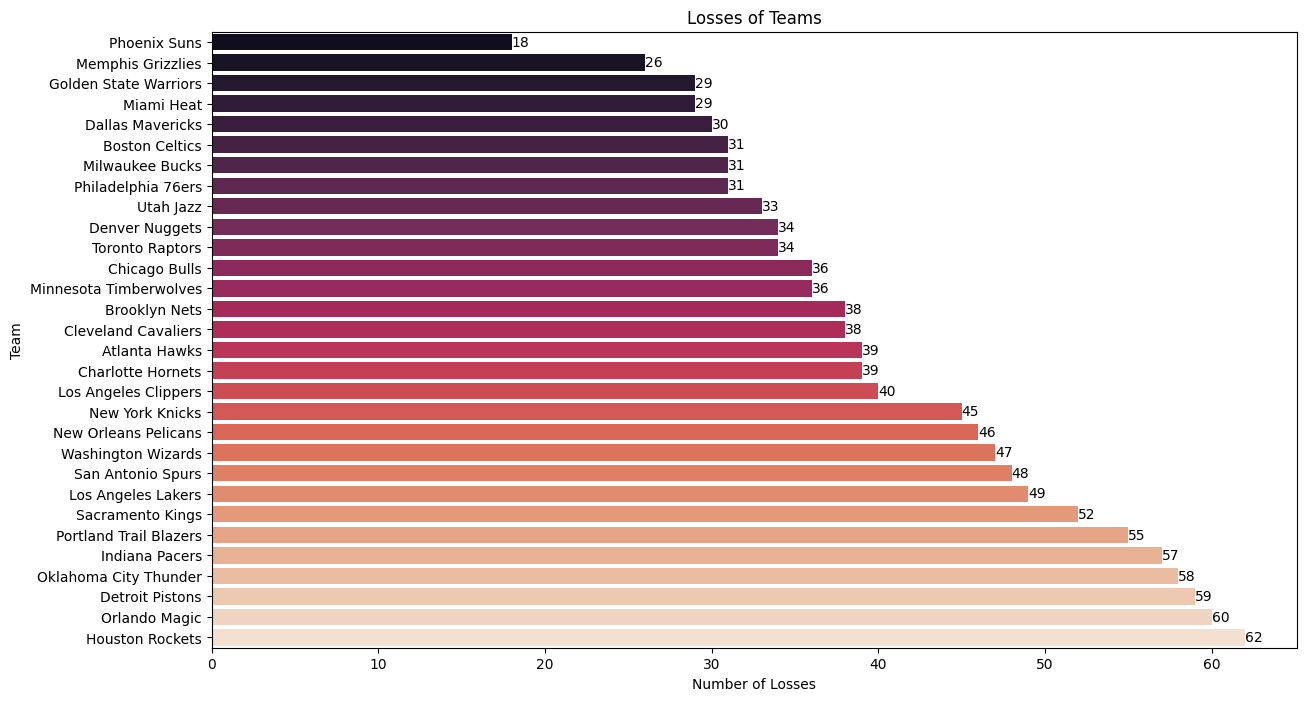 Losses of Teams
Team
Phoenix Suns 18
Memphis Grizzlies 26
Golden State Warriors 29
Miami Heat 29
Dallas Mavericks 30
Boston Celtics 31
Milwaukee Bucks 31
Philadelphia 76ers 31
Utah Jazz 33
Denver Nuggets 34
Toronto Raptors 34
Chicago Bulls 36
Minnesota Timberwolves 36
Brooklyn Nets 38
Cleveland Cavaliers 38
Atlanta Hawks 39
Charlotte Hornets 39
Los Angeles Clippers 40
New York Knicks 45
New Orleans Pelicans 46
Washington Wizards 47
San Antonio Spurs 48
Los Angeles Lakers 49
Sacramento Kings 52
Portland Trail Blazers 55
Indiana Pacers 57
Oklahoma City Thunder 58
Detroit Pistons 59
Orlando Magic 60
Houston Rockets 62
0 10 20 30 40 50 60
Number of Losses